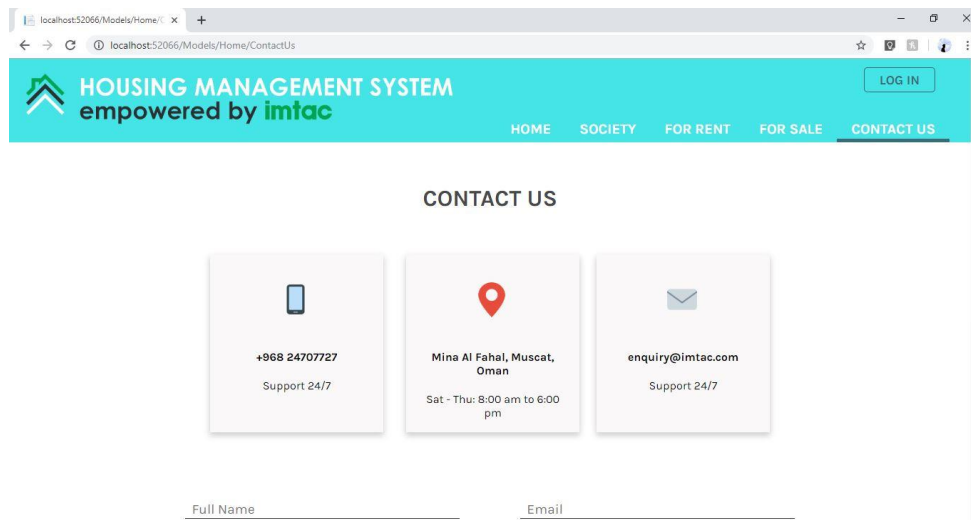 localhost:52066/Models/Home/C
localhost:52066/Models/Home/ContactUs
HOUSING MANAGEMENT SYSTEM
empowered by imtac
LOG IN
HOME SOCIETY FOR RENT FOR SALE CONTACT US
CONTACT US
+968 24707727
Support 24/7
Mina Al Fahal, Muscat,
Oman
Sat - Thu: 8:00 am to 6:00
pm
enquiry@imtac.com
Support 24/7
Full Name Email